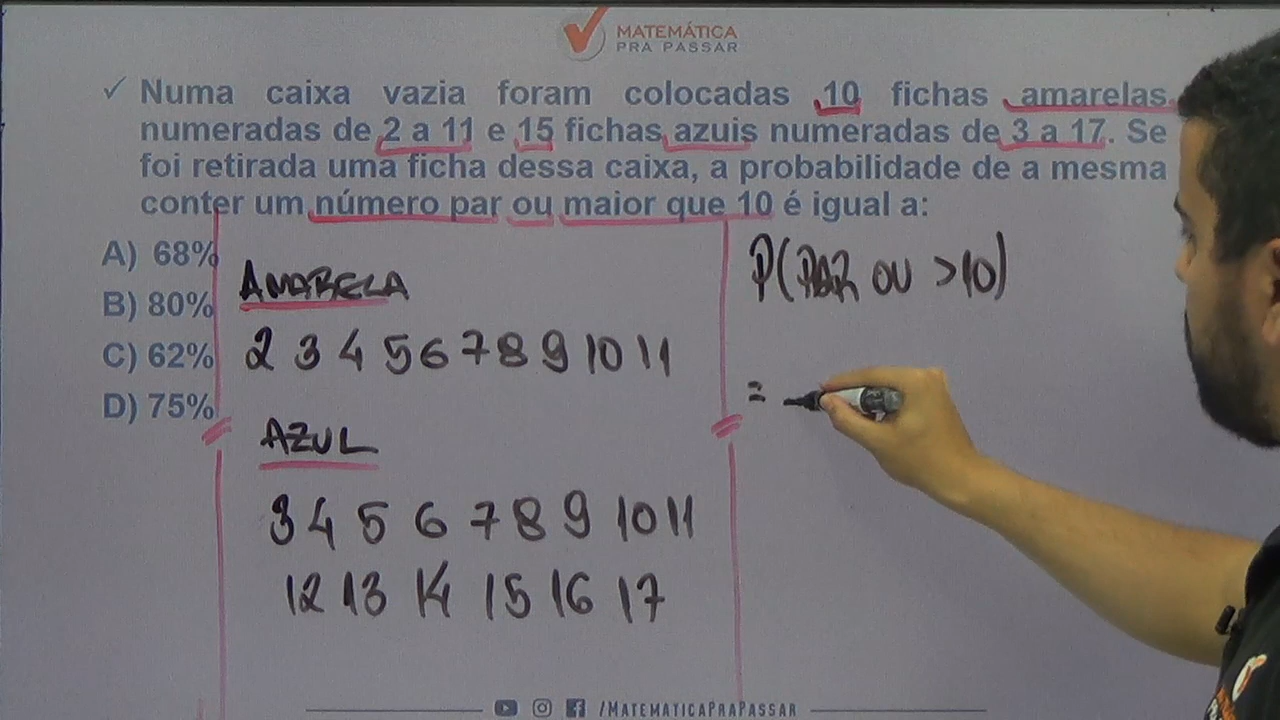 MATEMÁTICA
PRA PASSAR
✓ Numa caixa vazia foram colocadas 10 fichas amarelas
numeradas de 2 a 11 e 15 fichas azuis numeradas de 3 a 17. Se
foi retirada uma ficha dessa caixa, a probabilidade de a mesma
conter um número par ou maior que 10 é igual a:
A) 68%
B) 80%
C) 62%
D) 75%
AMARELA
2 3 4 5 6 7 8 9 10 11
AZUL
3 4 5 6 7 8 9 10 11
12 13 14 15 16 17
P(PAR OU >10)
=
/MATEMATICAPRAPASSAR